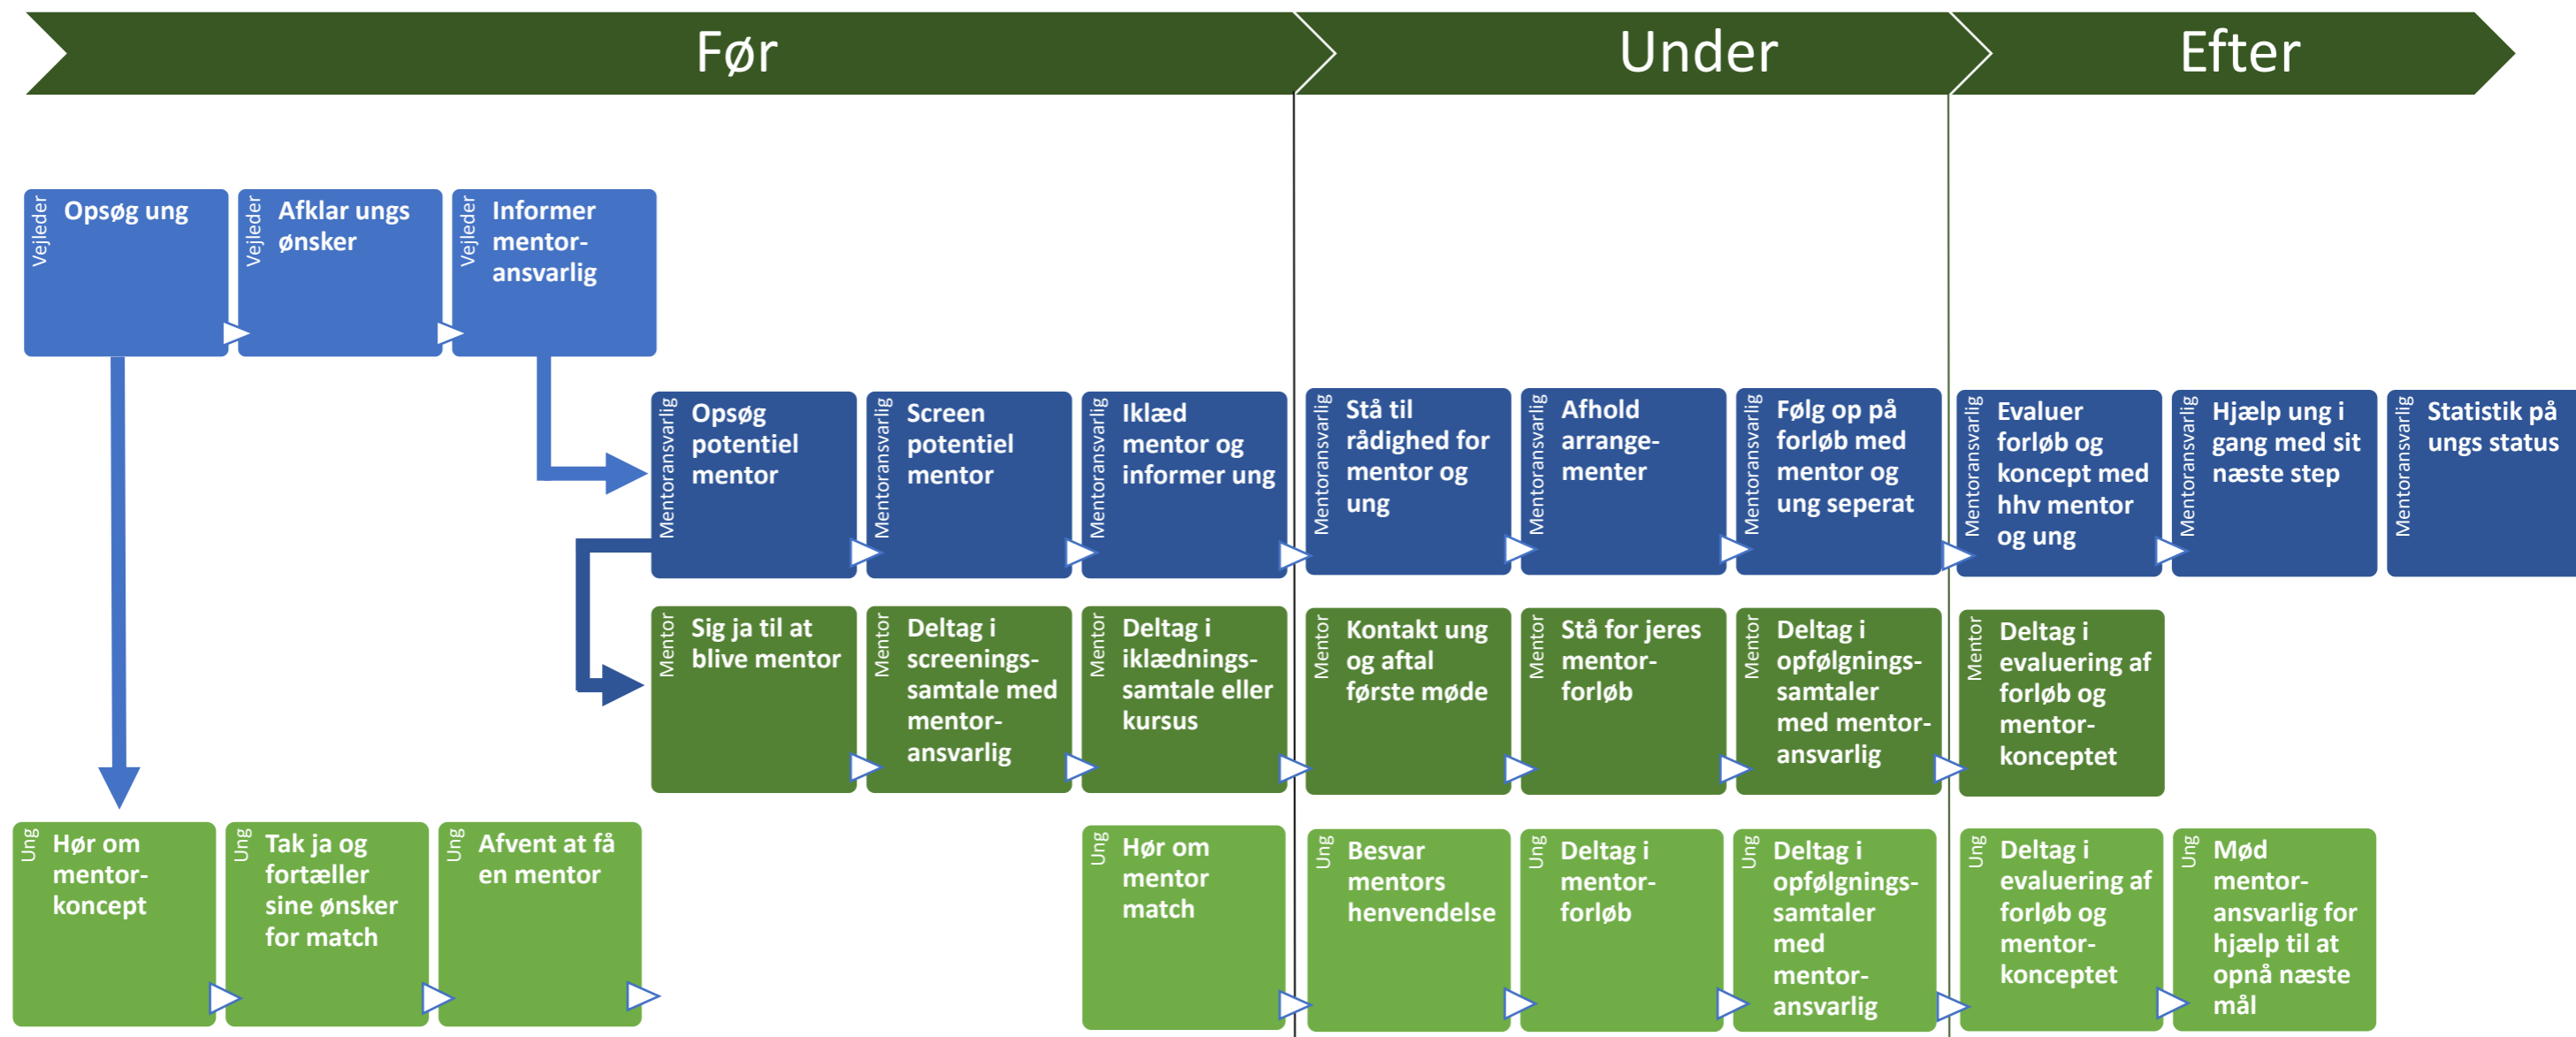 Før
Under
Efter
Vejleder
Opsøg ung
Vejleder
Afklar ungs
ønsker
Vejleder
Informer
mentor-
ansvarlig
Mentoransvarlig
Opsøg
potentiel
mentor
Mentoransvarlig
Screen
potentiel
mentor
Mentoransvarlig
Iklæd
mentor og
informer ung
Mentoransvarlig
Stå til
rådighed for
mentor og
ung
Mentoransvarlig
Afhold
arrange-
menter
Mentoransvarlig
Følg op på
forløb med
mentor og
ung seperat
Mentoransvarlig
Evaluer
forløb og
koncept med
hhv mentor
og ung
Mentoransvarlig
Hjælp ung i
gang med sit
næste step
Mentoransvarlig
Statistik på
ungs status
Mentor
Sig ja til at
blive mentor
Mentor
Deltag i
screenings-
samtale med
mentor-
ansvarlig
Mentor
Deltag i
iklædnings-
samtale eller
kursus
Mentor
Kontakt ung
og aftal
første møde
Mentor
Stå for jeres
mentor-
forløb
Mentor
Deltag i
opfølgnings-
samtaler
med mentor-
ansvarlig
Mentor
Deltag i
evaluering af
forløb og
mentor-
konceptet
Ung
Hør om
mentor-
koncept
Ung
Tak ja og
fortæller
sine ønsker
for match
Ung
Afvent at få
en mentor
Ung
Hør om
mentor
match
Ung
Besvar
mentors
henvendelse
Ung
Deltag i
mentor-
forløb
Ung
Deltag i
opfølgnings-
samtaler
med
mentor-
ansvarlig
Ung
Deltag i
evaluering af
forløb og
mentor-
konceptet
Ung
Mød
mentor-
ansvarlig for
hjælp til at
opnå næste
mål